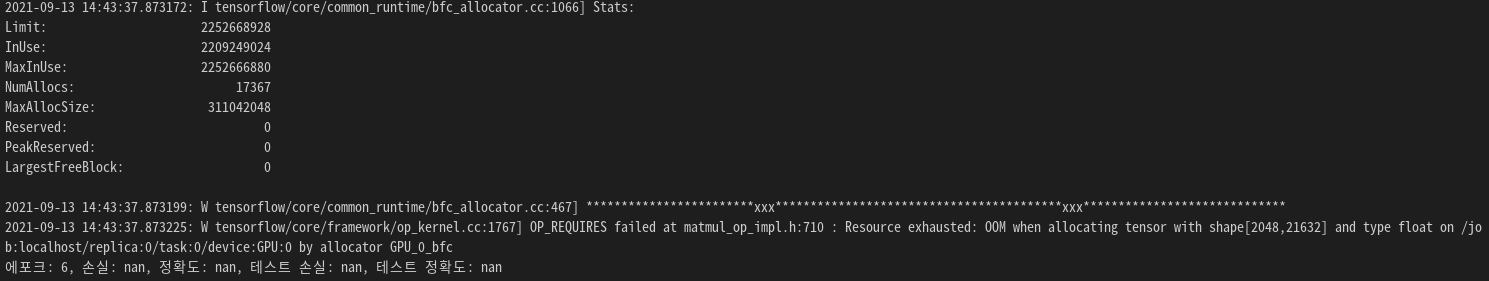 2021-09-13 14:43:37.873172: I tensorflow/core/common_runtime/bfc_allocator.cc:1066] Stats:
Limit: 2252668928
InUse: 2209249024
MaxInUse: 2252666880
NumAllocs: 17367
MaxAllocSize: 311042048
Reserved: 0
PeakReserved: 0
LargestFreeBlock: 0
2021-09-13 14:43:37.873199: W tensorflow/core/common_runtime/bfc_allocator.cc:467] ************************xxx*****************************************xxx*****************************
2021-09-13 14:43:37.873225: W tensorflow/core/framework/op_kernel.cc:1767] OP_REQUIRES failed at matmul_op_impl.h:710 : Resource exhausted: OOM when allocating tensor with shape[2048,21632] and type float on /jo
b:localhost/replica:0/task:0/device:GPU:0 by allocator GPU_0_bfc
에포크: 6, 손실: nan, 정확도: nan, 테스트 손실: nan, 테스트 정확도: nan